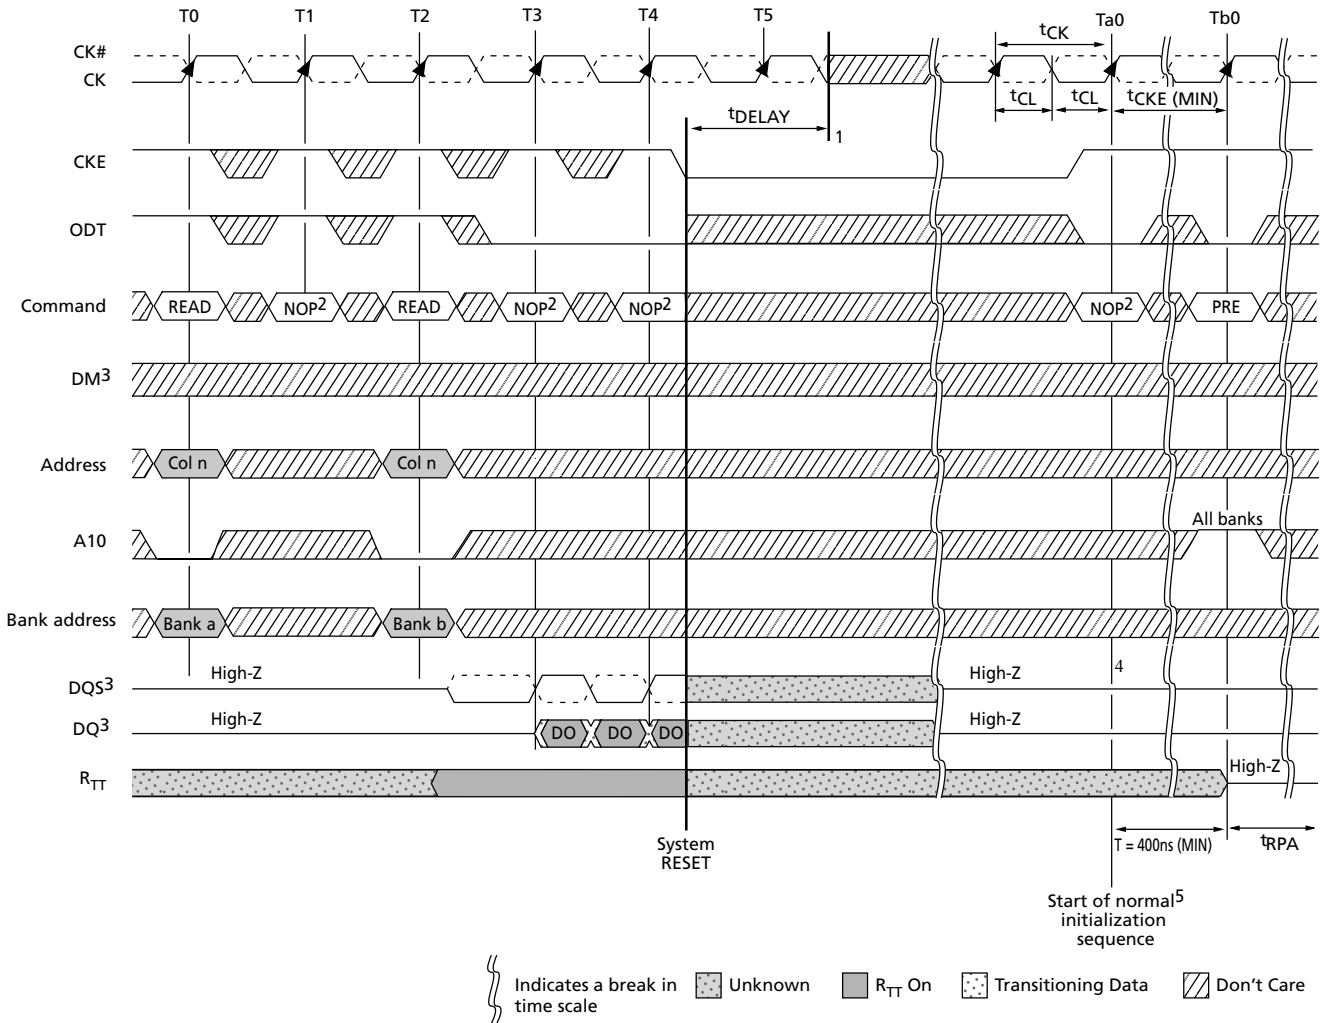 T0 T1 T2 T3 T4 T5 Ta0 Tb0
CK#
CK
tCK
tCL tCL tCKE (MIN)
tDELAY
1
CKE
ODT
Command READ NOP2 READ NOP2 NOP2 NOP2 PRE
DM3
Address Col n Col n
All banks
A10
Bank address Bank a Bank b
DQS3 High-Z High-Z 4
DQ3 High-Z DO DO DO High-Z
RTT High-Z
System
RESET
T = 400ns (MIN) tRPA
Start of normal5
initialization
sequence
Indicates a break in
time scale
Unknown
RTT On
Transitioning Data
Don't Care